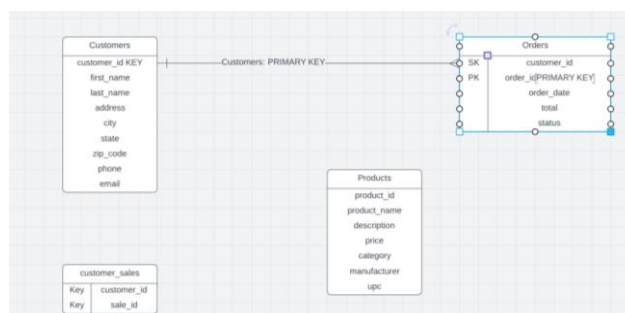 Customers
customer_id KEY
first_name
last_name
address
city
state
zip_code
phone
email
Customers: PRIMARY KEY
Orders
SK customer_id
PK order_id[PRIMARY KEY]
order_date
total
status
Products
product_id
product_name
description
price
category
manufacturer
upc
customer_sales
Key customer_id
Key sale_id